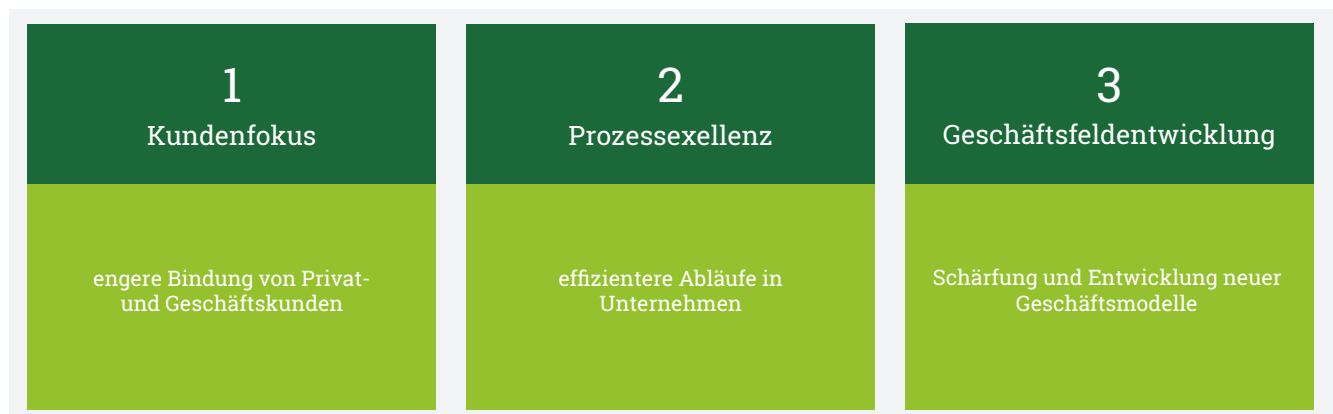 1
Kundenfokus
engere Bindung von Privat-
und Geschäftskunden
2
Prozessexellenz
effizientere Abläufe in
Unternehmen
3
Geschäftsfeldentwicklung
Schärfung und Entwicklung neuer
Geschäftsmodelle